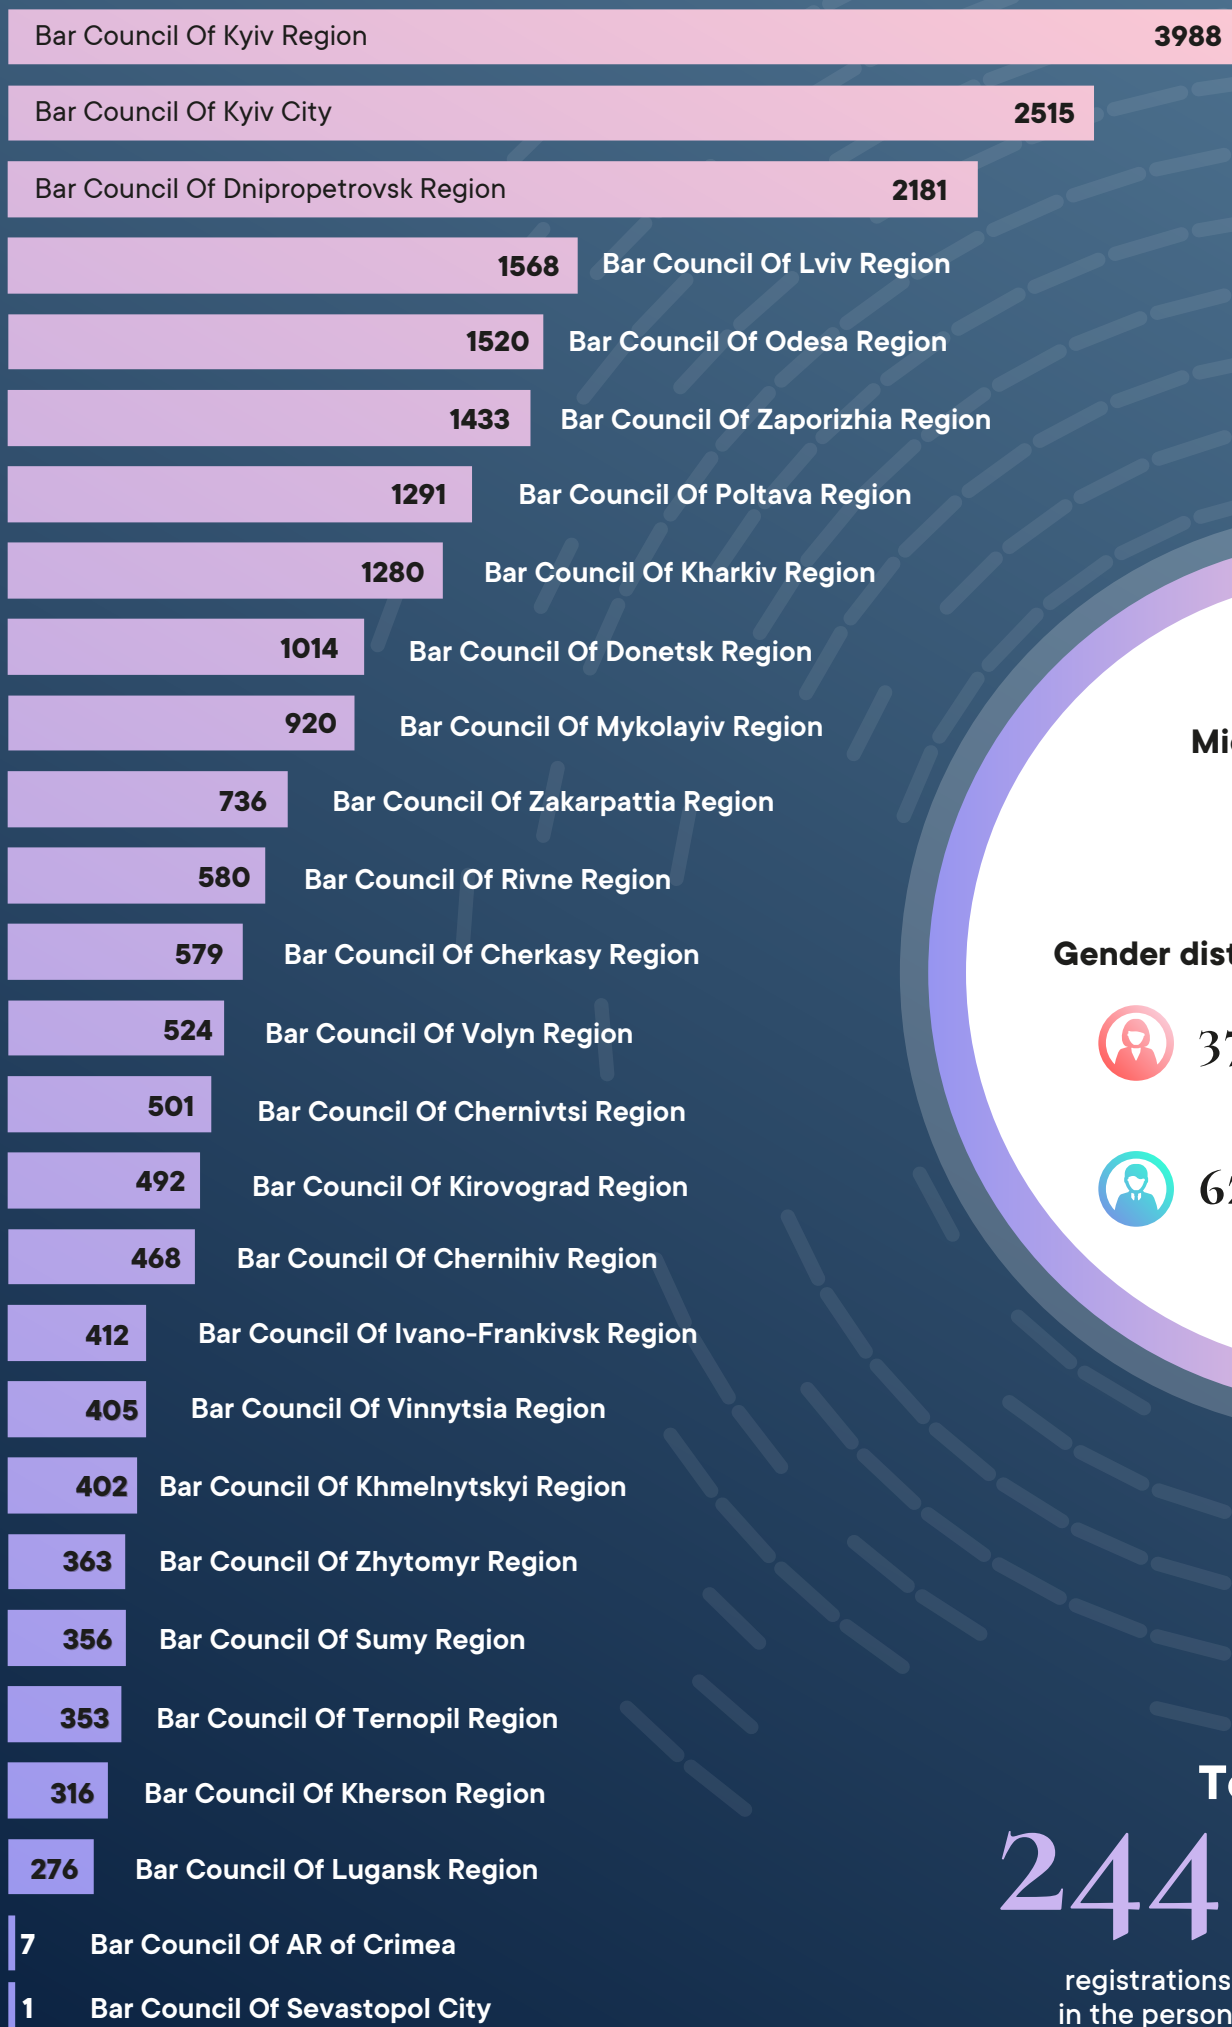 Bar Council Of Kyiv Region 3988
Bar Council Of Kyiv City 2515
Bar Council Of Dnipropetrovsk Region 2181
1568 Bar Council Of Lviv Region
1520 Bar Council Of Odesa Region
1433 Bar Council Of Zaporizhia Region
1291 Bar Council Of Poltava Region
1280 Bar Council Of Kharkiv Region
1014 Bar Council Of Donetsk Region
920 Bar Council Of Mykolayiv Region
736 Bar Council Of Zakarpattia Region
580 Bar Council Of Rivne Region
579 Bar Council Of Cherkasy Region
524 Bar Council Of Volyn Region
501 Bar Council Of Chernivtsi Region
492 Bar Council Of Kirovograd Region
468 Bar Council Of Chernihiv Region
412 Bar Council Of Ivano-Frankivsk Region
405 Bar Council Of Vinnytsia Region
402 Bar Council Of Khmelnytskyi Region
363 Bar Council Of Zhytomyr Region
356 Bar Council Of Sumy Region
353 Bar Council Of Ternopil Region
316 Bar Council Of Kherson Region
276 Bar Council Of Lugansk Region
7 Bar Council Of AR of Crimea
1 Bar Council Of Sevastopol City
Gender dist
244
registrations
in the person